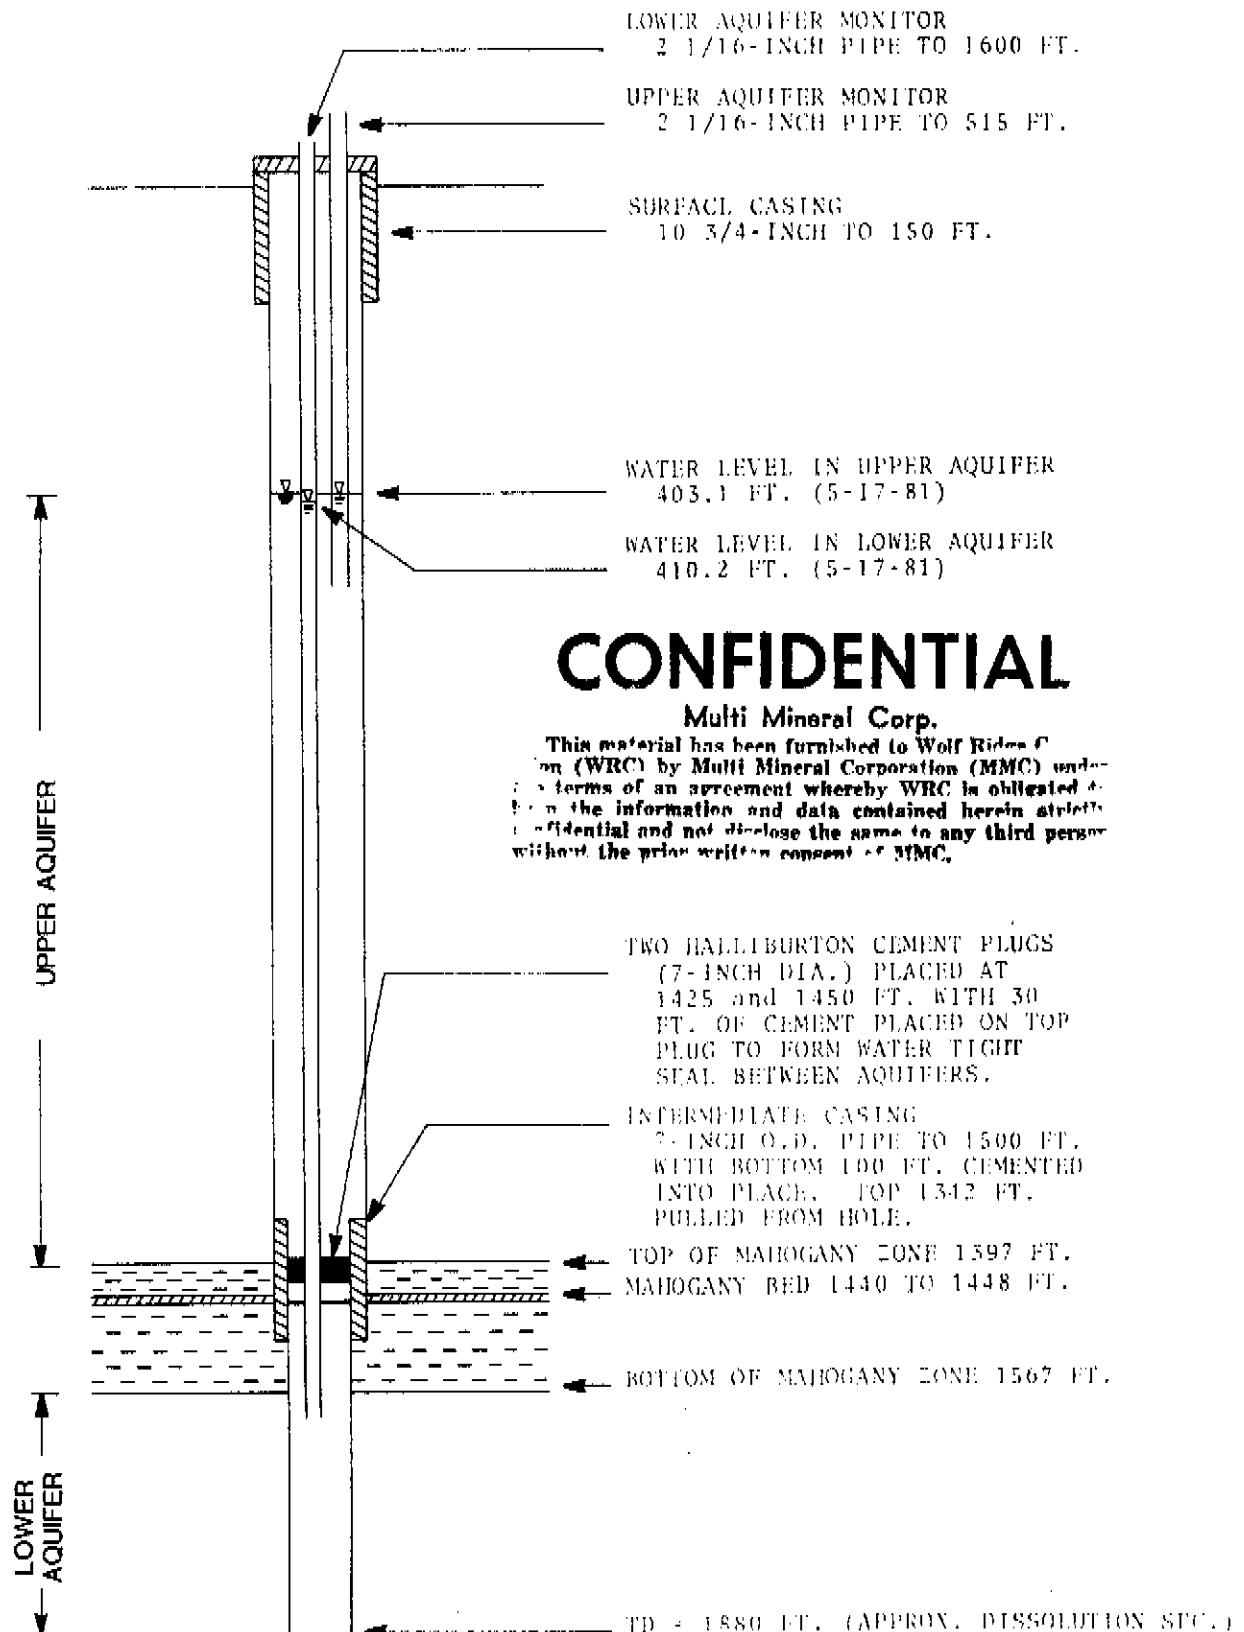 LOWER AQUIFER MONITOR
2 1/16-INCH PIPE TO 1600 FT.
UPPER AQUIFER MONITOR
2 1/16-INCH PIPE TO 515 FT.
SURFACE CASING
10 3/4-INCH TO 150 FT.
WATER LEVEL IN UPPER AQUIFER
403.1 FT. (5-17-81)
WATER LEVEL IN LOWER AQUIFER
410.2 FT. (5-17-81)
CONFIDENTIAL
Multi Mineral Corp.
This material has been furnished to Wolf Ridge
(WRC) by Multi Mineral Corporation (MMC) under
terms of an agreement whereby WRC is obligated
the information and data contained herein strictly
and not disclose the same to any third person
without the prior written consent of MMC.
UPPER AQUIFER
TWO HALLIBURTON CEMENT PLUGS
(7-INCH DIA.) PLACED AT
1425 and 1450 FT. WITH 30
FT. OF CEMENT PLACED ON TOP
PLUG TO FORM WATER TIGHT
SEAL BETWEEN AQUIFERS.
INTERMEDIATE CASING
7-INCH O.D. PIPE TO 1500 FT.
WITH BOTTOM 100 FT. CEMENTED
INTO PLACE. TOP 1342 FT.
PULLED FROM HOLE.
TOP OF MAHOGANY ZONE 1397 FT.
MAHOGANY BED 1440 TO 1448 FT.
BOTTOM OF MAHOGANY ZONE 1567 FT.
LOWER
AQUIFER
TD - 1880 FT. (APPROX. DISSOLUTION SFC.)